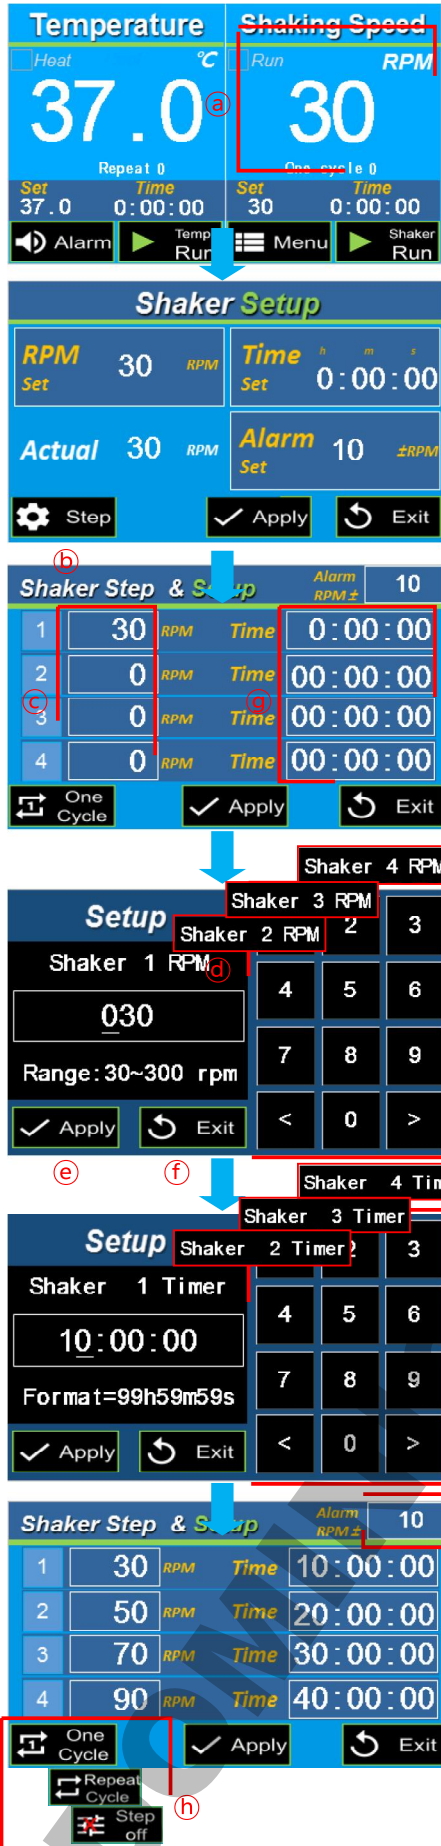 Temperature Shaking Speed
Heat °C Run RPM
37.0 ⓐ 30
Repeat 0 One cycle 0
Set Time Set Time
37.0 0:00:00 30 0:00:00
Alarm Temp Run Menu Shaker Run
Shaker Setup
RPM Set 30 RPM Time Set h m s 0:00:00
Actual 30 RPM Alarm Set 10 ±RPM
Step Apply Exit
ⓑ
Shaker Step & Setup Alarm RPM± 10
1 30 RPM Time 0:00:00
2 0 RPM Time 00:00:00
ⓒ ⓖ
3 0 RPM Time 00:00:00
4 0 RPM Time 00:00:00
One Cycle Apply Exit
Shaker 4 RPM
Shaker 3 RPM
Setup Shaker 2 RPM 2 3
Shaker 1 RPM ⓓ
4 5 6
030
7 8 9
Range:30~300 rpm
Apply Exit < 0 >
ⓔ ⓕ
Shaker 4 Tim
Shaker 3 Timer
Setup Shaker 2 Timer 2 3
Shaker 1 Timer
4 5 6
10:00:00
7 8 9
Format=99h59m59s
Apply Exit < 0 >
Shaker Step & Setup Alarm RPM± 10
1 30 RPM Time 10:00:00
2 50 RPM Time 20:00:00
3 70 RPM Time 30:00:00
4 90 RPM Time 40:00:00
One Cycle Apply Exit
Repeat Cycle ⓗ
Step off